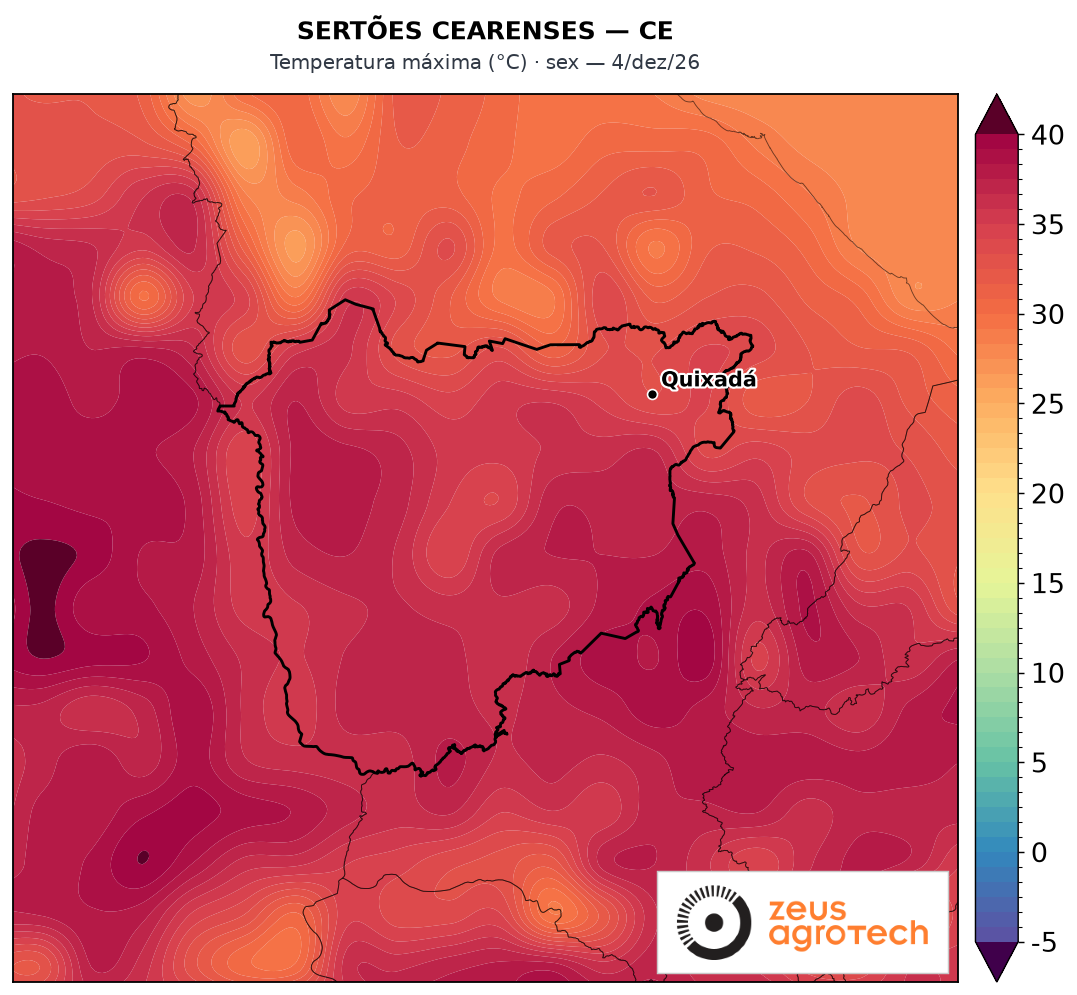 SERTÕES CEARENSES — CE
Temperatura máxima (°C) · sex — 4/dez/26
Quixadá
40
35
30
25
20
15
10
5
0
-5
zeus
agrotech